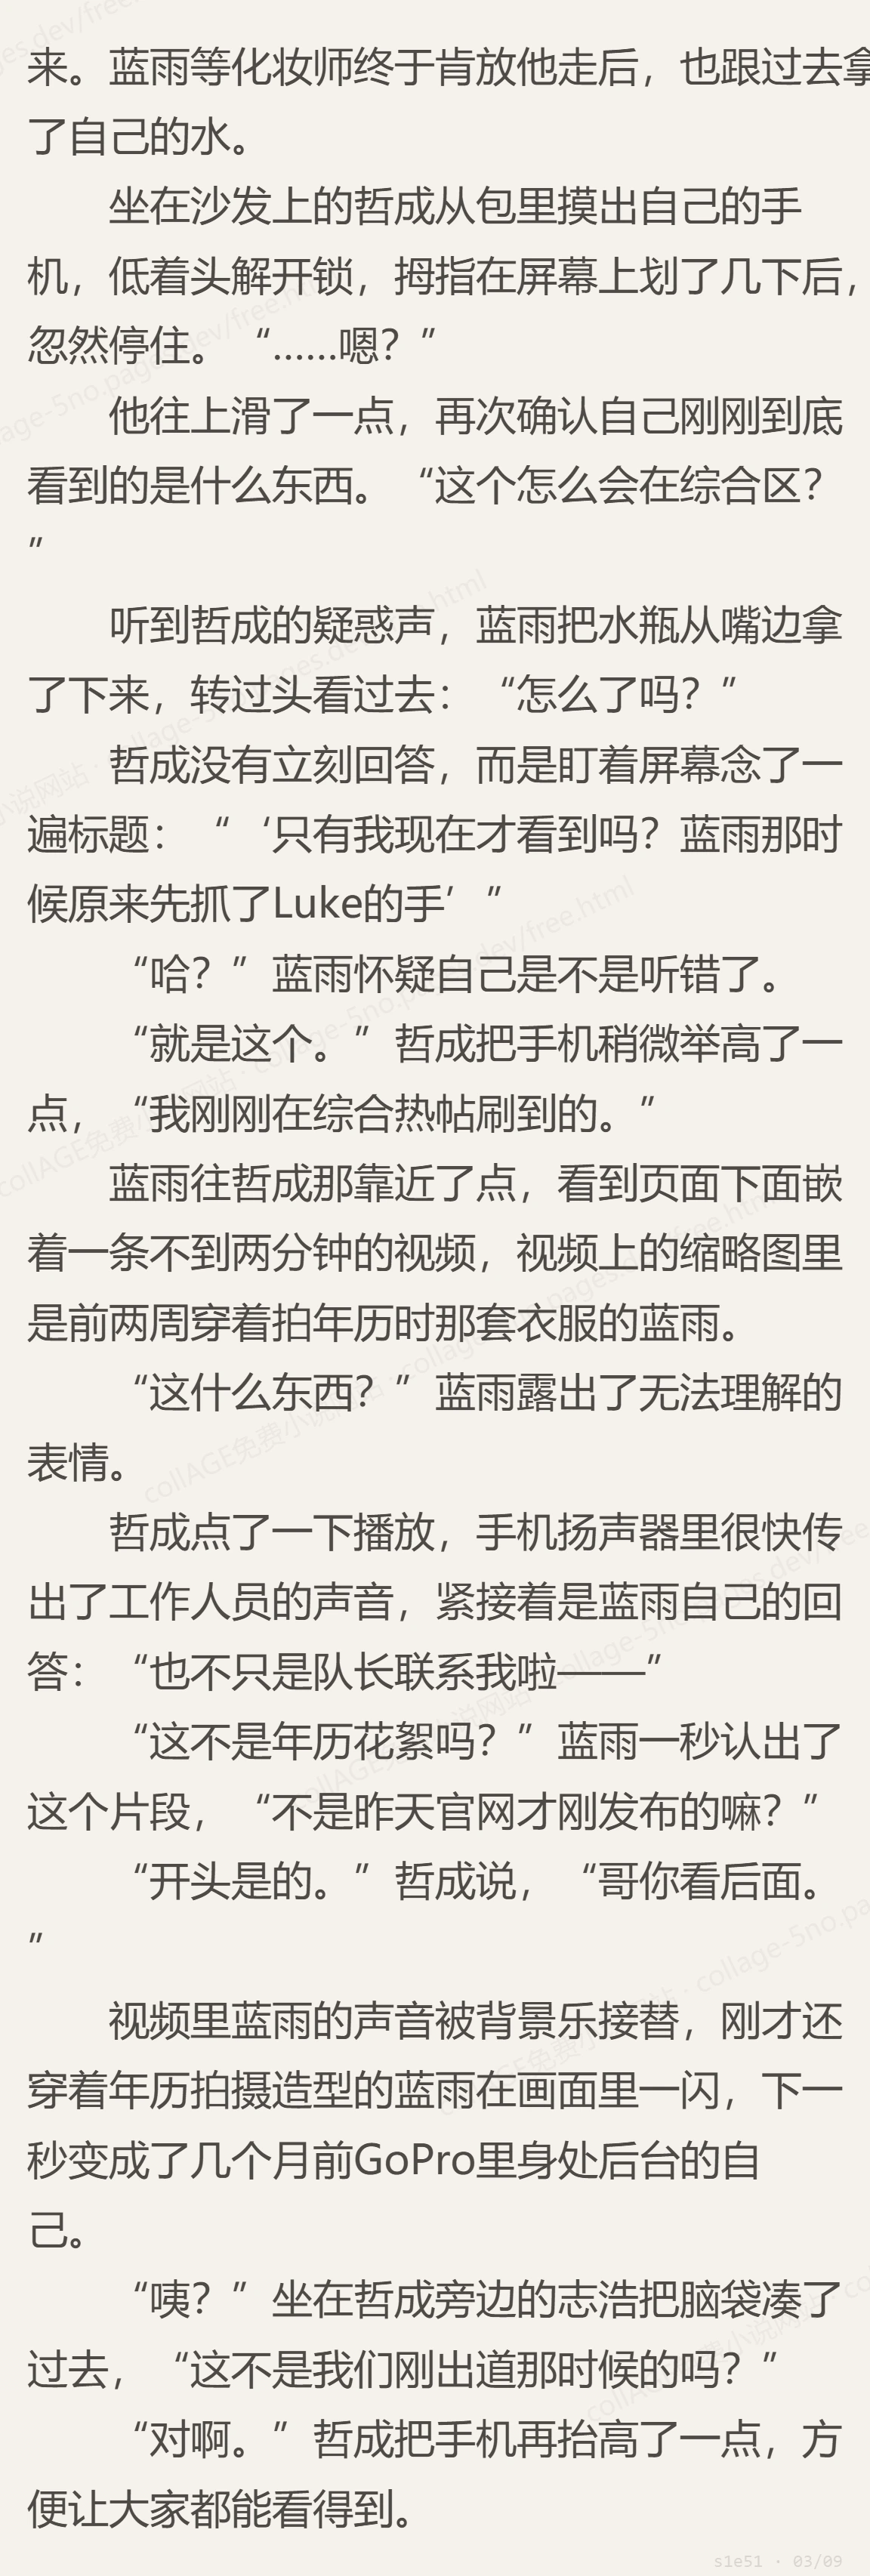 来。蓝雨等化妆师终于肯放他走后，也跟过去拿
了自己的水。
坐在沙发上的哲成从包里摸出自己的手
机，低着头解开锁，拇指在屏幕上划了几下后，
忽然停住。“……嗯？”
他往上滑了一点，再次确认自己刚刚到底
看到的是什么东西。“这个怎么会在综合区？
”
听到哲成的疑惑声，蓝雨把水瓶从嘴边拿
了下来，转过头看过去：“怎么了吗？”
哲成没有立刻回答，而是盯着屏幕念了一
遍标题：“‘只有我现在才看到吗？蓝雨那时
候原来先抓了Luke的手’”
“哈？”蓝雨怀疑自己是不是听错了。
“就是这个。”哲成把手机稍微举高了一
点，“我刚刚在综合热帖刷到的。”
蓝雨往哲成那靠近了点，看到页面下面嵌
着一条不到两分钟的视频，视频上的缩略图里
是前两周穿着拍年历时那套衣服的蓝雨。
“这什么东西？”蓝雨露出了无法理解的
表情。
哲成点了一下播放，手机扬声器里很快传
出了工作人员的声音，紧接着是蓝雨自己的回
答：“也不只是队长联系我啦——”
“这不是年历花絮吗？”蓝雨一秒认出了
这个片段，“不是昨天官网才刚发布的嘛？”
“开头是的。”哲成说，“哥你看后面。
”
视频里蓝雨的声音被背景乐接替，刚才还
穿着年历拍摄造型的蓝雨在画面里一闪，下一
秒变成了几个月前GoPro里身处后台的自
己。
“咦？”坐在哲成旁边的志浩把脑袋凑了
过去，“这不是我们刚出道那时候的吗？”
“对啊。”哲成把手机再抬高了一点，方
便让大家都能看得到。
s1e51 · 03/09
collAGE免费小说网站 · collage-5no.pages.dev/free.html